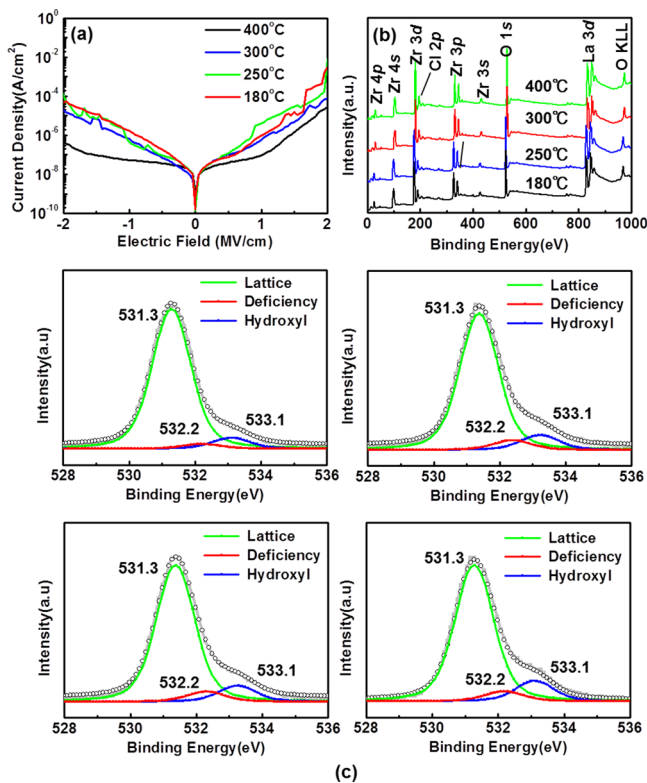 (a)
400°C
300°C
250°C
180°C
10^0
10^-2
10^-4
10^-6
10^-8
10^-10
Current Density(A/cm²)
-2 -1 0 1 2
Electric Field (MV/cm)
(b)
Zr 4p
Zr 4s
Zr 3d
Cl 2p
Zr 3p
Zr 3s
O 1s
La 3d
O KLL
400°C
300°C
250°C
180°C
Intensity(a.u.)
0 200 400 600 800 1000
Binding Energy(eV)
Lattice
Deficiency
Hydroxyl
531.3
532.2
533.1
Intensity(a.u)
528 530 532 534 536
Binding Energy(eV)
Lattice
Deficiency
Hydroxyl
531.3
532.2
533.1
Intensity(a.u)
528 530 532 534 536
Binding Energy(eV)
Lattice
Deficiency
Hydroxyl
531.3
532.2
533.1
Intensity(a.u)
528 530 532 534 536
Binding Energy(eV)
Lattice
Deficiency
Hydroxyl
531.3
532.2
533.1
Intensity(a.u)
528 530 532 534 536
Binding Energy(eV)
(c)